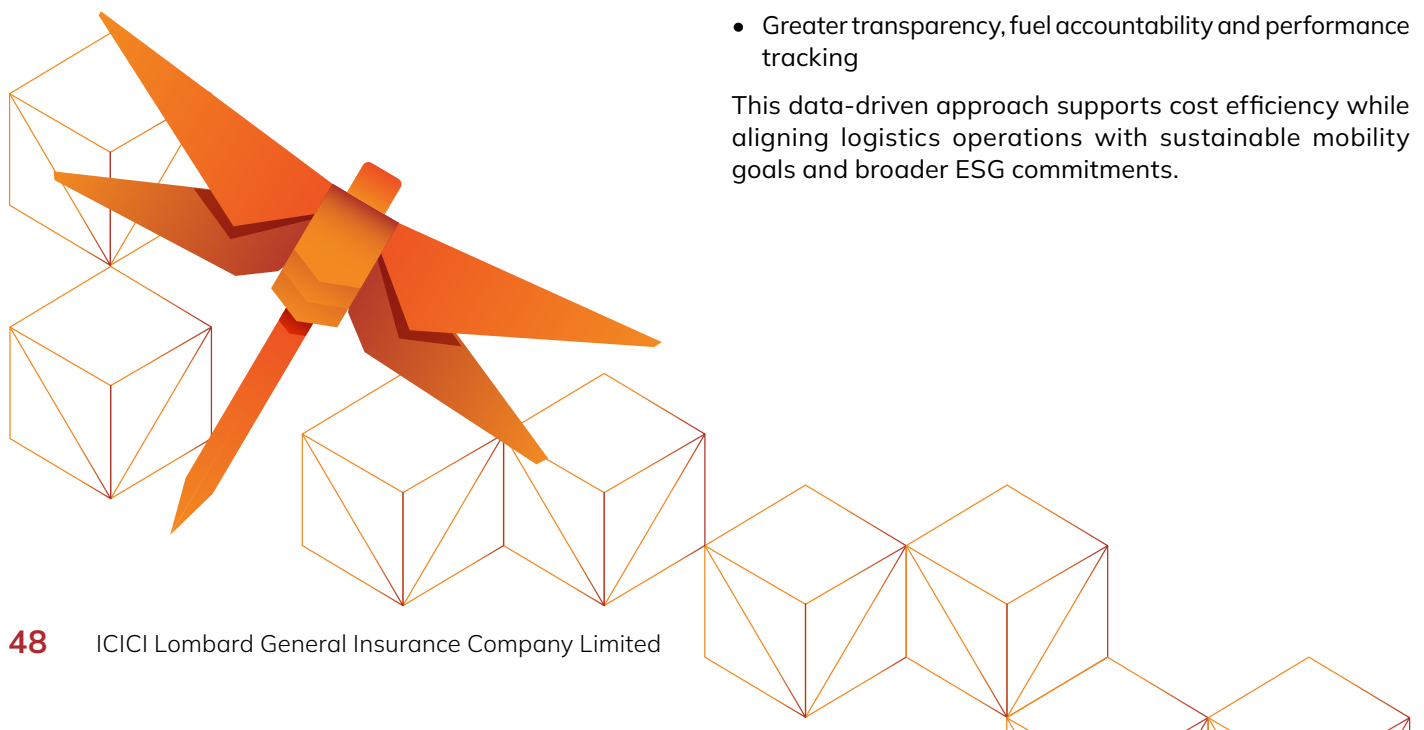 • Greater transparency, fuel accountability and performance
tracking
This data-driven approach supports cost efficiency while
aligning logistics operations with sustainable mobility
goals and broader ESG commitments.
48 ICICI Lombard General Insurance Company Limited